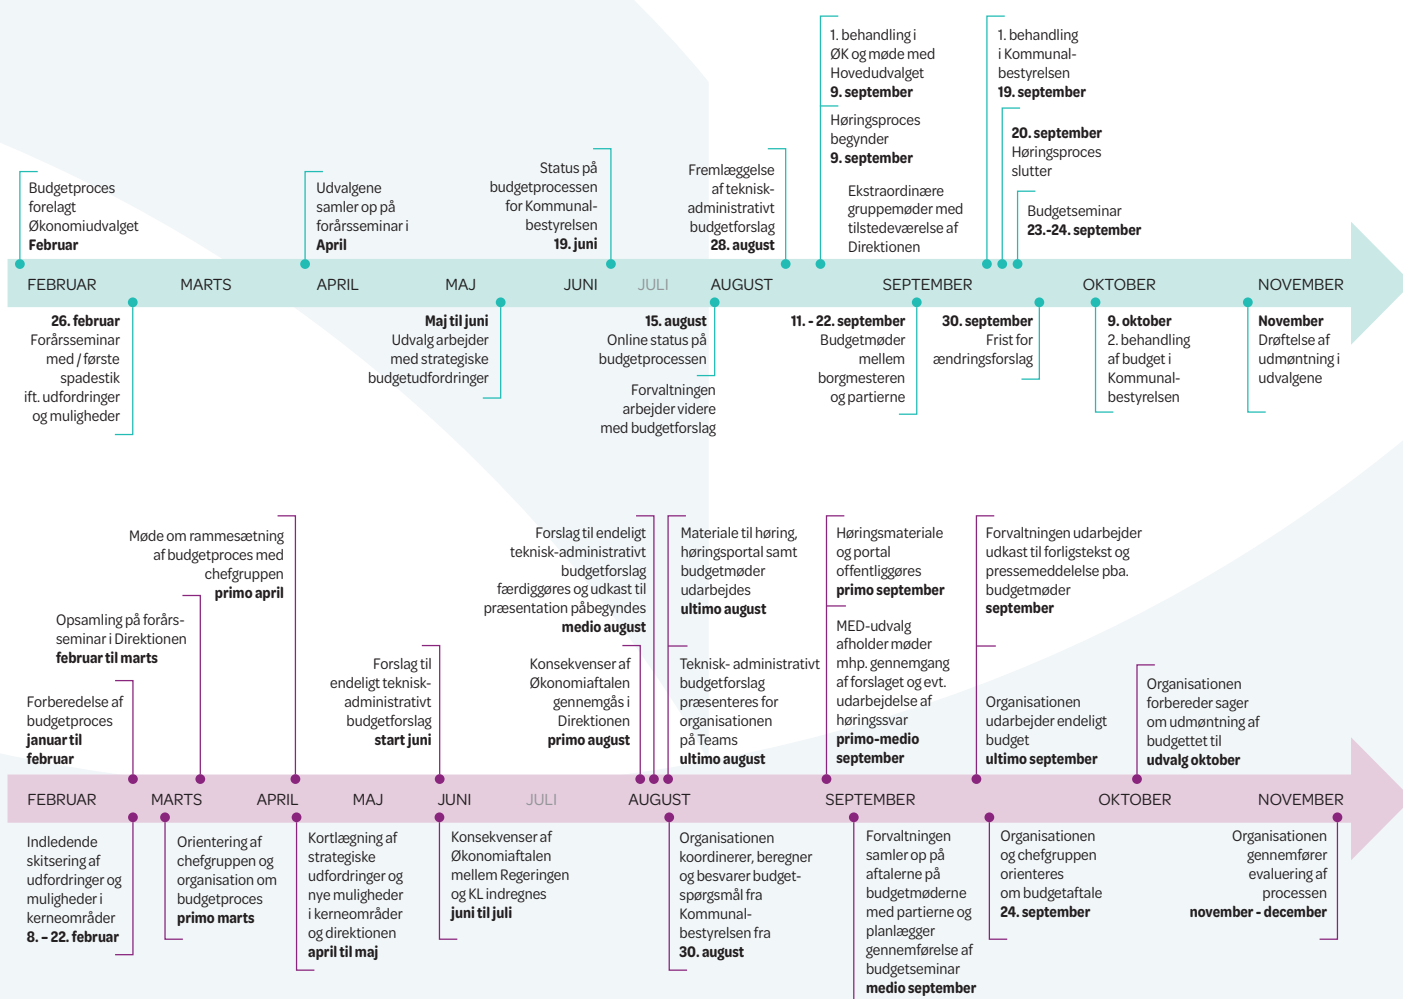 Budgetproces
forelagt
Økonomiudvalget
Februar
Udvalgene
samler op på
forårsseminar i
April
Status på
budgetprocessen
for Kommunal-
bestyrelsen
19. juni
Fremlæggelse
af teknisk-
administrativt
budgetforslag
28. august
1. behandling i
ØK og møde med
Hovedudvalget
9. september
Høringsproces
begynder
9. september
Ekstraordinære
gruppemøder med
tilstedeværelse af
Direktionen
1. behandling
i Kommunal-
bestyrelsen
19. september
20. september
Høringsproces
slutter
Budgetseminar
23.-24. september
FEBRUAR MARTS APRIL MAJ JUNI JULI AUGUST SEPTEMBER OKTOBER NOVEMBER
26. februar
Forårsseminar
med / første
spadestik
ift. udfordringer
og muligheder
Maj til juni
Udvalg arbejder
med strategiske
budgetudfordringer
15. august
Online status på
budgetprocessen
Forvaltningen
arbejder videre
med budgetforslag
11. - 22. september
Budgetmøder
mellem
borgmesteren
og partierne
30. september
Frist for
ændringsforslag
9. oktober
2. behandling
af budget i
Kommunal-
bestyrelsen
November
Drøftelse af
udmøntning i
udvalgene
Forberedelse af
budgetproces
januar til
februar
Opsamling på forårs-
seminar i Direktionen
februar til marts
Møde om rammesætning
af budgetproces med
chefgruppen
primo april
Forslag til
endeligt teknisk-
administrativt
budgetforslag
start juni
Forslag til endeligt
teknisk-administrativt
budgetforslag
færdiggøres og udkast til
præsentation påbegyndes
medio august
Konsekvenser af
Økonomiaftalen
gennemgås i
Direktionen
primo august
Materiale til høring,
høringsportal samt
budgetmøder
udarbejdes
ultimo august
Teknisk- administrativt
budgetforslag
præsenteres for
organisationen
på Teams
ultimo august
Høringsmateriale
og portal
offentliggøres
primo september
MED-udvalg
afholder møder
mhp. gennemgang
af forslaget og evt.
udarbejdelse af
høringssvar
primo-medio
september
Forvaltningen udarbejder
udkast til forligstekst og
pressemeddelelse pba.
budgetmøder
september
Organisationen
udarbejder endeligt
budget
ultimo september
Organisationen
forbereder sager
om udmøntning af
budgettet til
udvalg oktober
FEBRUAR MARTS APRIL MAJ JUNI JULI AUGUST SEPTEMBER OKTOBER NOVEMBER
Indledende
skitsering af
udfordringer og
muligheder i
kerneområder
8. – 22. februar
Orientering af
chefgruppen og
organisation om
budgetproces
primo marts
Kortlægning af
strategiske
udfordringer og
nye muligheder
i kerneområder
og direktionen
april til maj
Konsekvenser af
Økonomiaftalen
mellem Regeringen
og KL indregnes
juni til juli
Organisationen
koordinerer, beregner
og besvarer budget-
spørgsmål fra
Kommunal-
bestyrelsen fra
30. august
Forvaltningen
samler op på
aftalerne på
budgetmøderne
med partierne og
planlægger
gennemførelse af
budgetseminar
medio september
Organisationen
og chefgruppen
orienteres
om budgetaftale
24. september
Organisationen
gennemfører
evaluering af
processen
november - december